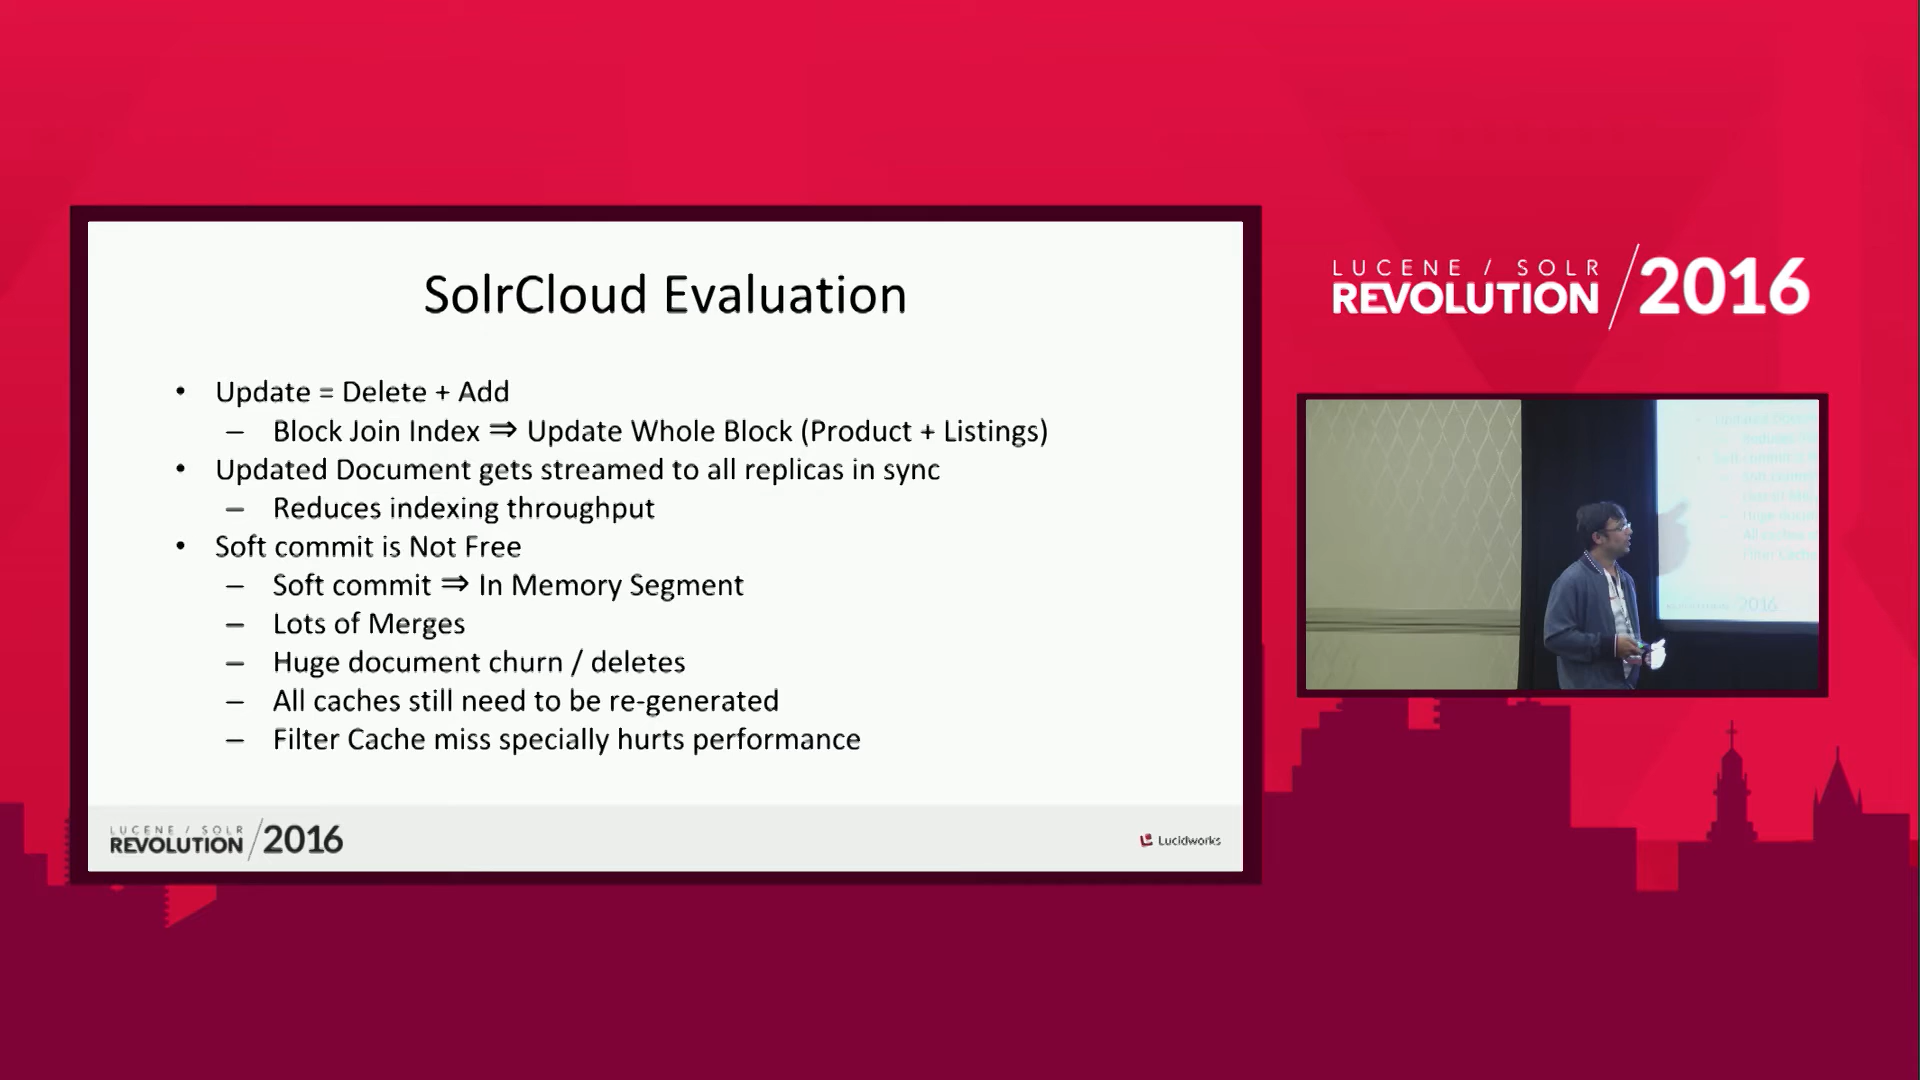 SolrCloud Evaluation
• Update = Delete + Add
– Block Join Index ⇒ Update Whole Block (Product + Listings)
• Updated Document gets streamed to all replicas in sync
– Reduces indexing throughput
• Soft commit is Not Free
– Soft commit ⇒ In Memory Segment
– Lots of Merges
– Huge document churn / deletes
– All caches still need to be re-generated
– Filter Cache miss specially hurts performance
LUCENE / SOLR
REVOLUTION /2016
Lucidworks
LUCENE / SOLR
REVOLUTION /2016
2016